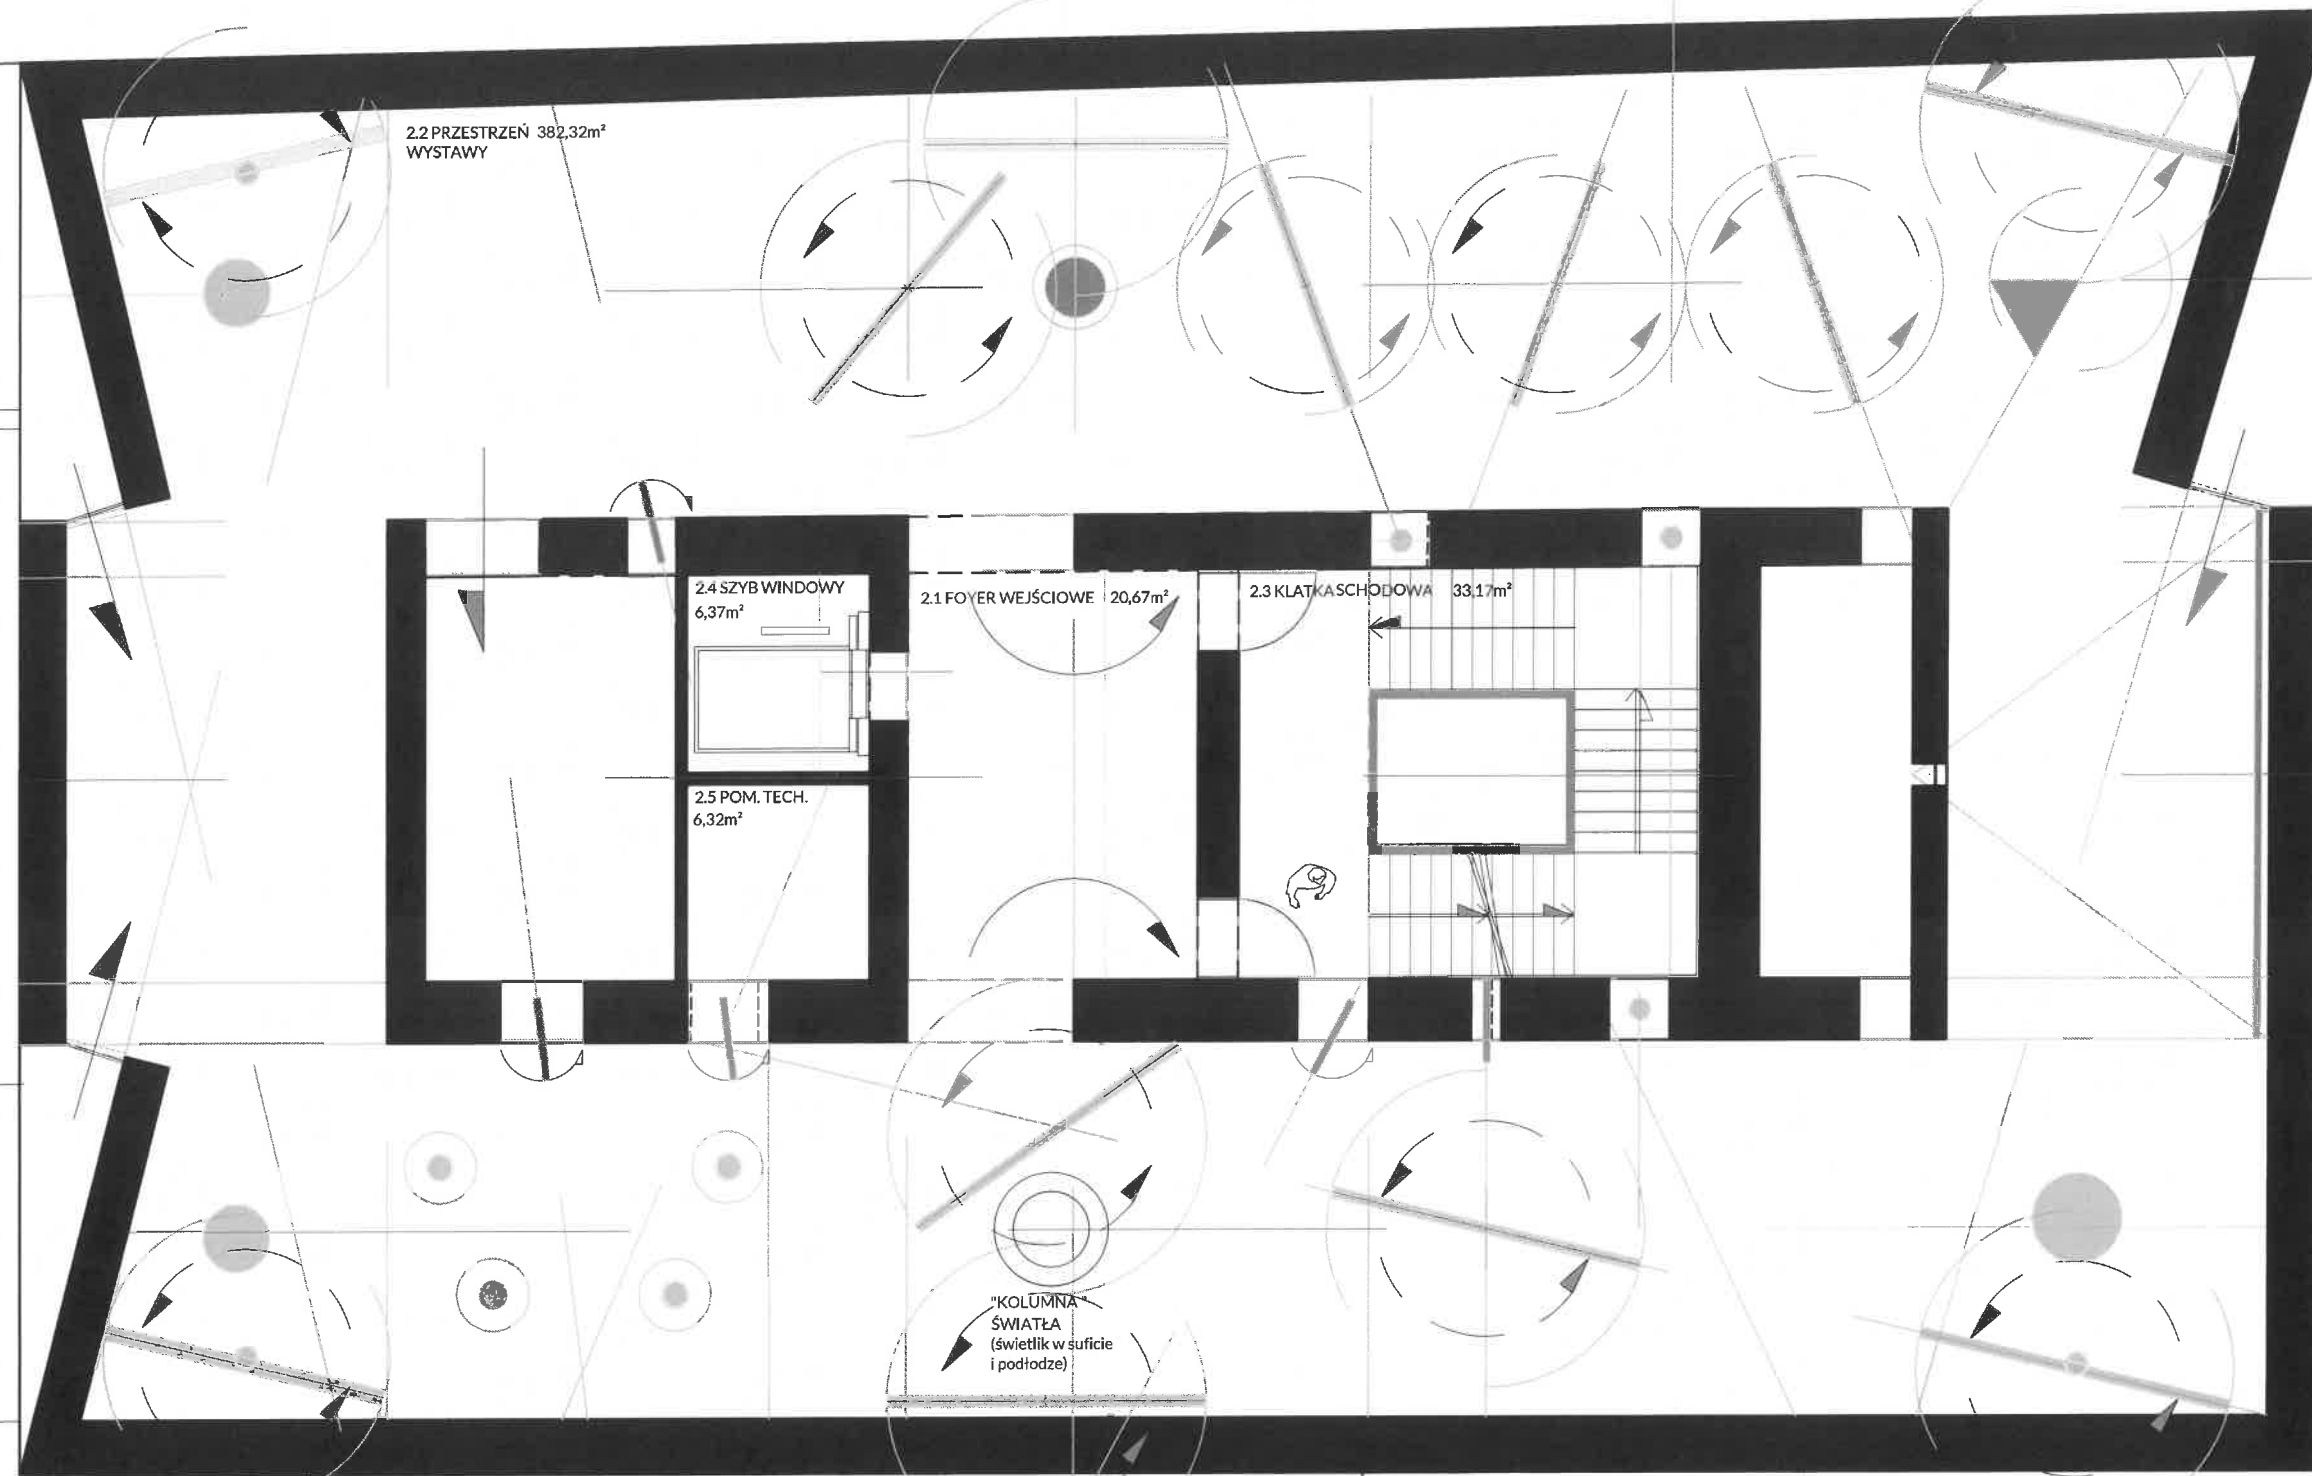 2.2 PRZESTRZEŃ 382,32m²
WYSTAWY
2.4 SZYB WINDOWY
6,37m²
2.1 FOYER WEJŚCIOWE 20,67m²
2.3 KLATKA SCHODOWA 33,17m²
2.5 POM. TECH.
6,32m²
"KOLUMNA"
ŚWIATŁA
(świetlik w suficie
i podłodze)